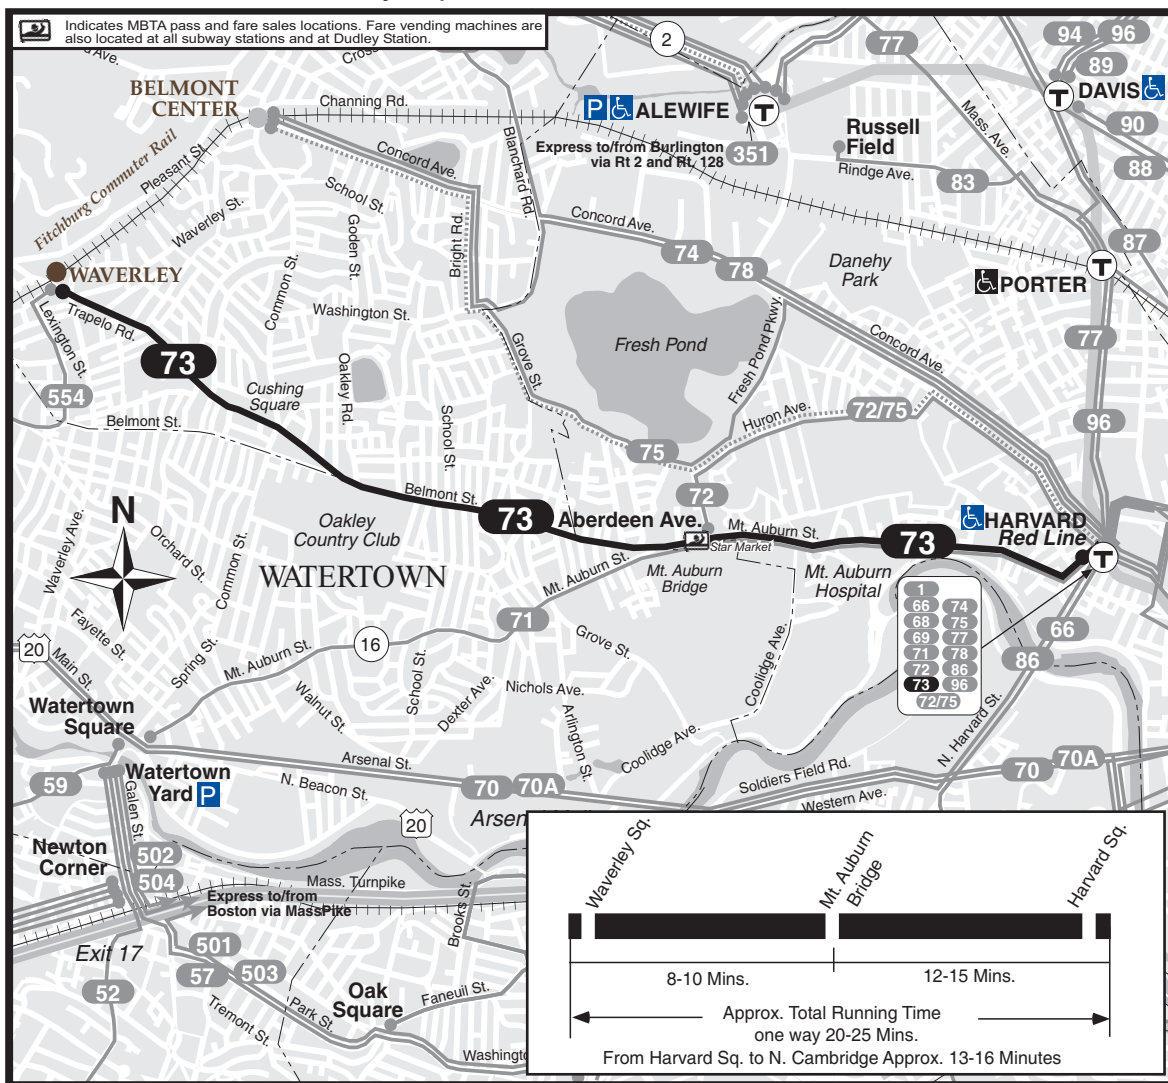 Indicates MBTA pass and fare sales locations. Fare vending machines are
also located at all subway stations and at Dudley Station.
2
77
94
96
89
DAVIS
90
88
BELMONT
CENTER
Channing Rd.
P ALEWIFE
T
T
Express to/from Burlington
via Rt 2 and Rt. 128
351
Russell
Field
Rindge Ave.
83
Mass. Ave.
Fitchburg Commuter Rail
Pleasant St.
Concord Ave.
Blanchard Rd.
School St.
Waverley St.
Goden St.
Bright Rd.
Concord Ave.
74
78
Danehy
Park
87
T
PORTER
WAVERLEY
Trapelo Rd.
Lexington St.
Common St.
Washington St.
73
Cushing
Square
Oakley Rd.
Grove St.
Fresh Pond
Fresh Pond Pkwy.
Concord Ave.
77
554
Belmont St.
School St.
75
Huron Ave.
72/75
96
Belmont St.
73
Aberdeen Ave.
72
Mt. Auburn St.
Star Market
73
HARVARD
Red Line
T
N
Waverley Ave.
Orchard St.
Common St.
Oakley
Country Club
WATERTOWN
Mt. Auburn St.
Mt. Auburn
Bridge
Mt. Auburn
Hospital
1
66 74
68 75
69 77
71 78
72 86
73 96
72/75
66
86
Fayette St.
20
Main St.
Spring St.
Mt. Auburn St.
16
71
Grove St.
School St.
Walnut St.
Dexter Ave.
Nichols Ave.
Arlington St.
Coolidge Ave.
Coolidge Ave.
N. Harvard St.
Watertown
Square
59
Watertown
Yard P
Galen St.
Arsenal St.
N. Beacon St.
70
70A
Soldiers Field Rd.
Western Ave.
70
70A
20
Arsen
Newton
Corner
502
504
Mass. Turnpike
Express to/from
Boston via MassPike
Brooks St.
Exit 17
501
57
503
52
Tremont St.
Park St.
Oak
Square
Faneuil St.
Washingt
Waverley Sq.
Mt. Auburn
Bridge
Harvard Sq.
8-10 Mins.
12-15 Mins.
Approx. Total Running Time
one way 20-25 Mins.
From Harvard Sq. to N. Cambridge Approx. 13-16 Minutes